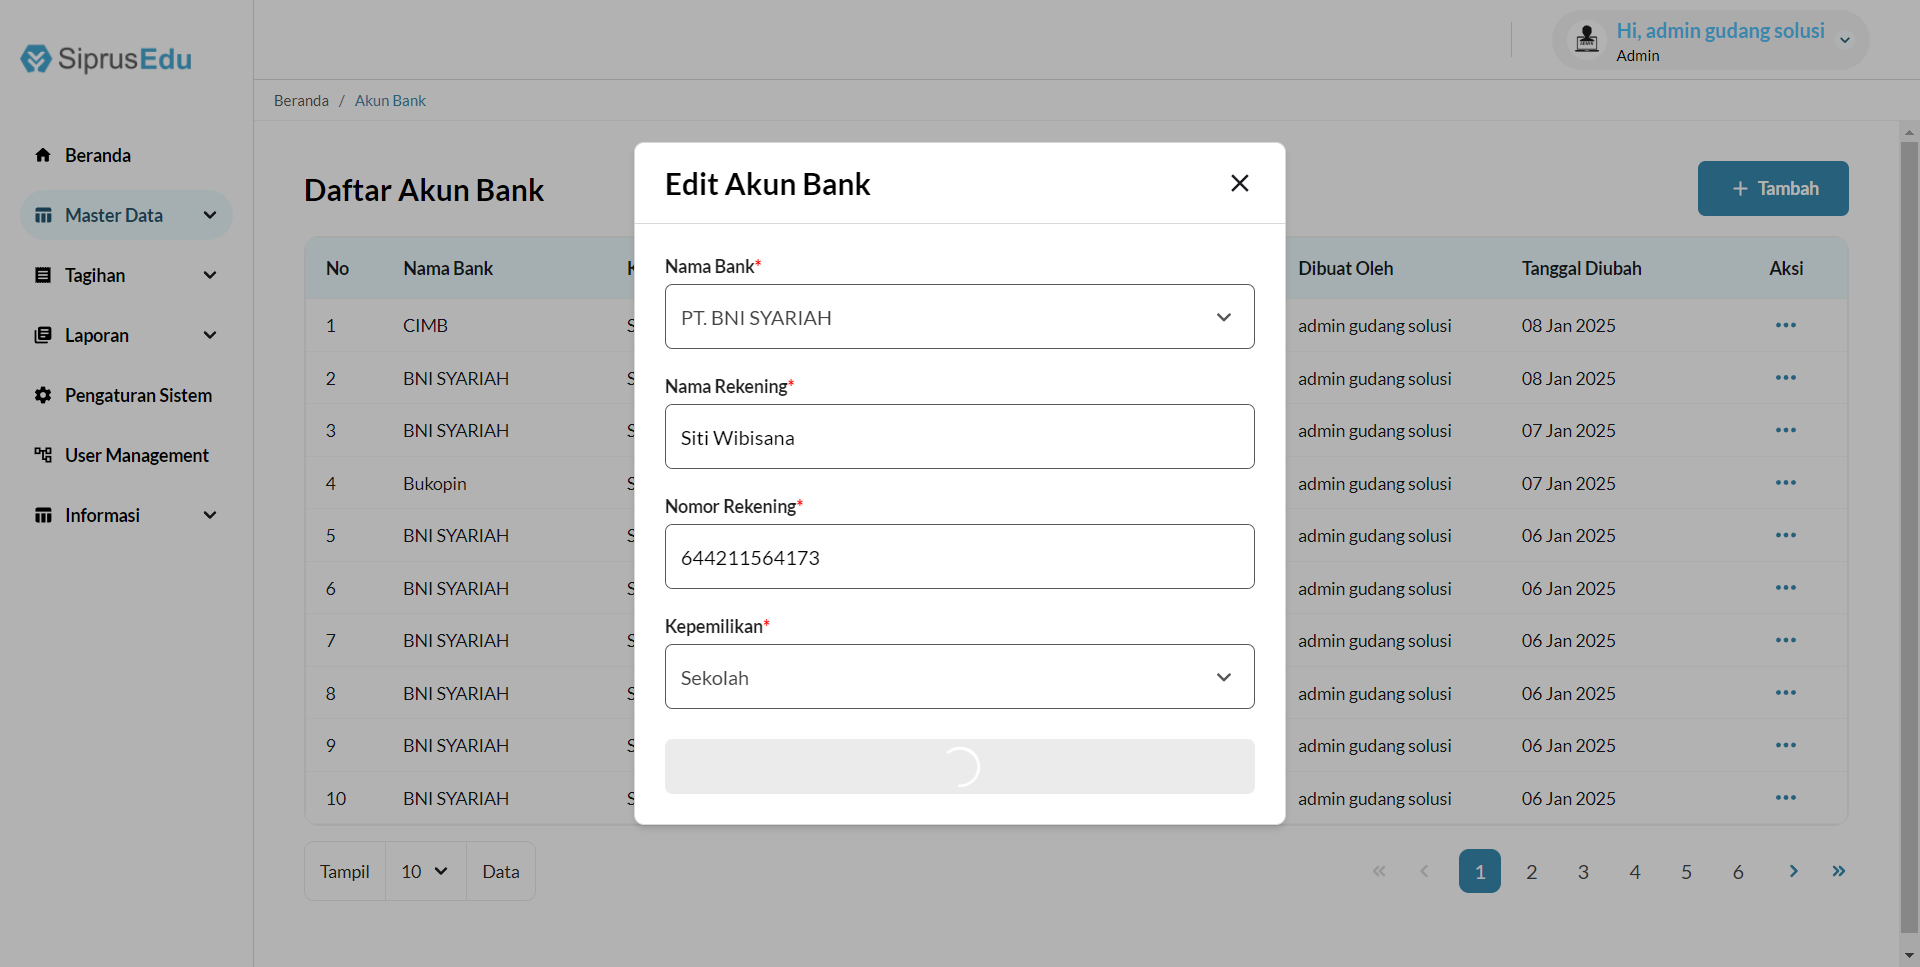 SiprusEdu
Hi, admin gudang solusi
Admin
Beranda / Akun Bank
Beranda
Master Data
Tagihan
Laporan
Pengaturan Sistem
User Management
Informasi
Daftar Akun Bank
+ Tambah
No Nama Bank K Dibuat Oleh Tanggal Diubah Aksi
1 CIMB S admin gudang solusi 08 Jan 2025
2 BNI SYARIAH S admin gudang solusi 08 Jan 2025
3 BNI SYARIAH S admin gudang solusi 07 Jan 2025
4 Bukopin S admin gudang solusi 07 Jan 2025
5 BNI SYARIAH S admin gudang solusi 06 Jan 2025
6 BNI SYARIAH S admin gudang solusi 06 Jan 2025
7 BNI SYARIAH S admin gudang solusi 06 Jan 2025
8 BNI SYARIAH S admin gudang solusi 06 Jan 2025
9 BNI SYARIAH S admin gudang solusi 06 Jan 2025
10 BNI SYARIAH S admin gudang solusi 06 Jan 2025
Tampil 10 Data
« ‹ 1 2 3 4 5 6 › »
Edit Akun Bank
Nama Bank*
PT. BNI SYARIAH
Nama Rekening*
Siti Wibisana
Nomor Rekening*
644211564173
Kepemilikan*
Sekolah